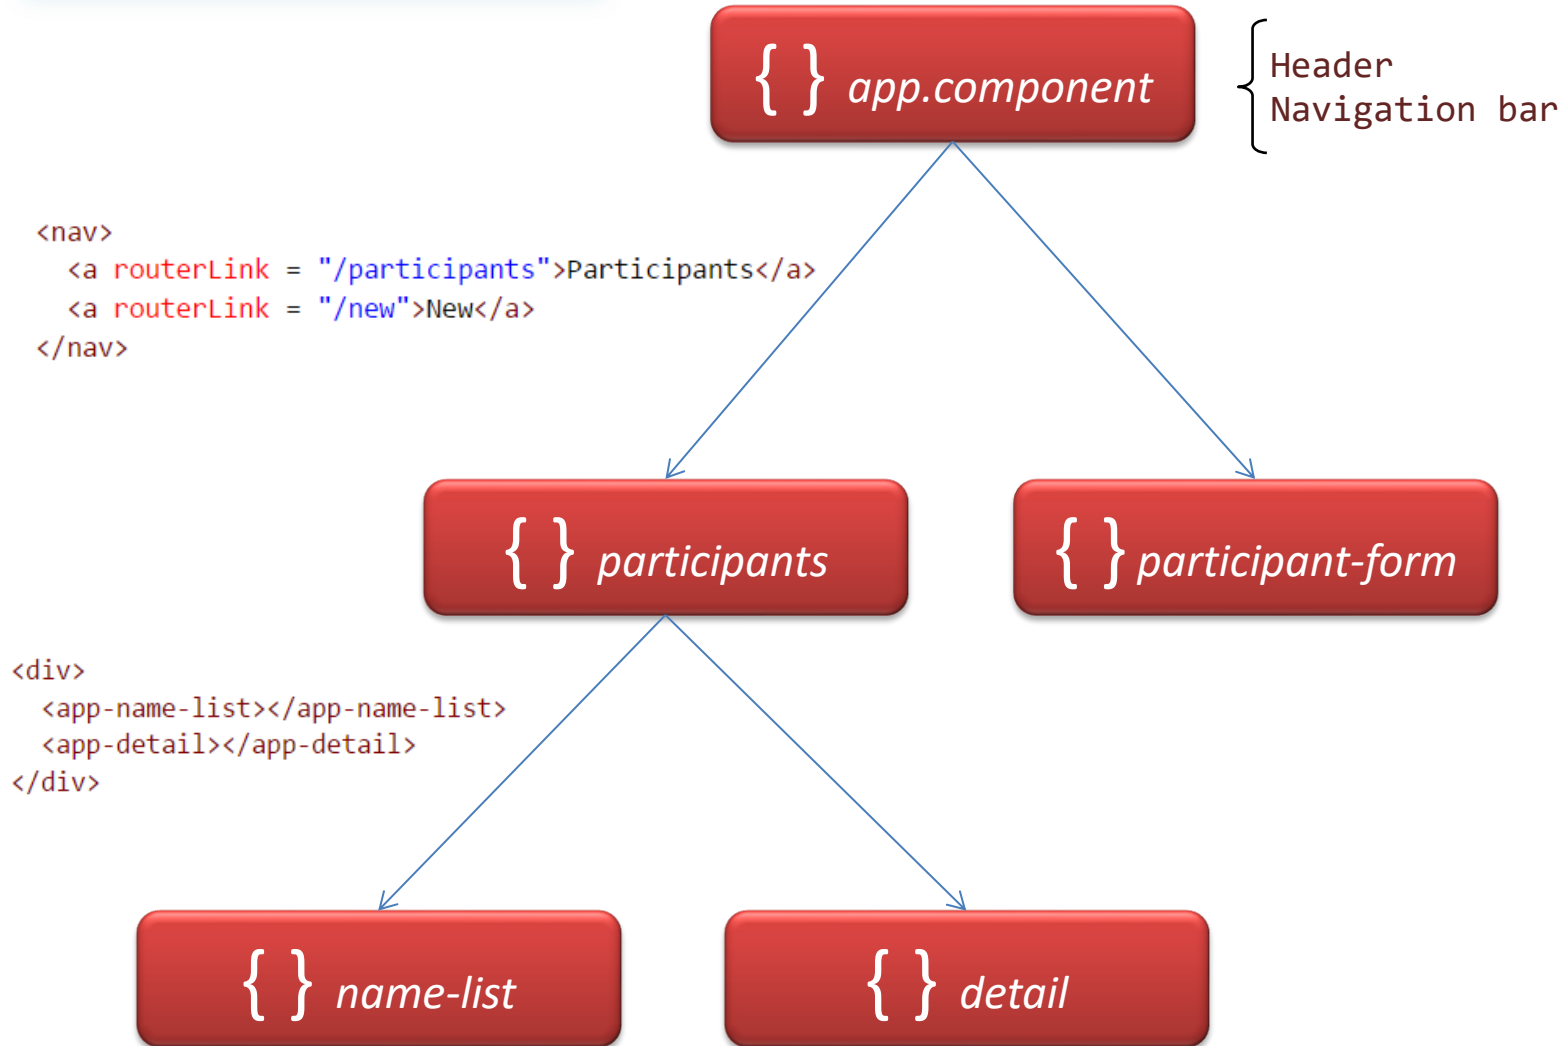 { } app.component
Header
Navigation bar
<nav>
  <a routerLink = "/participants">Participants</a>
  <a routerLink = "/new">New</a>
</nav>
{ } participants
{ } participant-form
<div>
  <app-name-list></app-name-list>
  <app-detail></app-detail>
</div>
{ } name-list
{ } detail